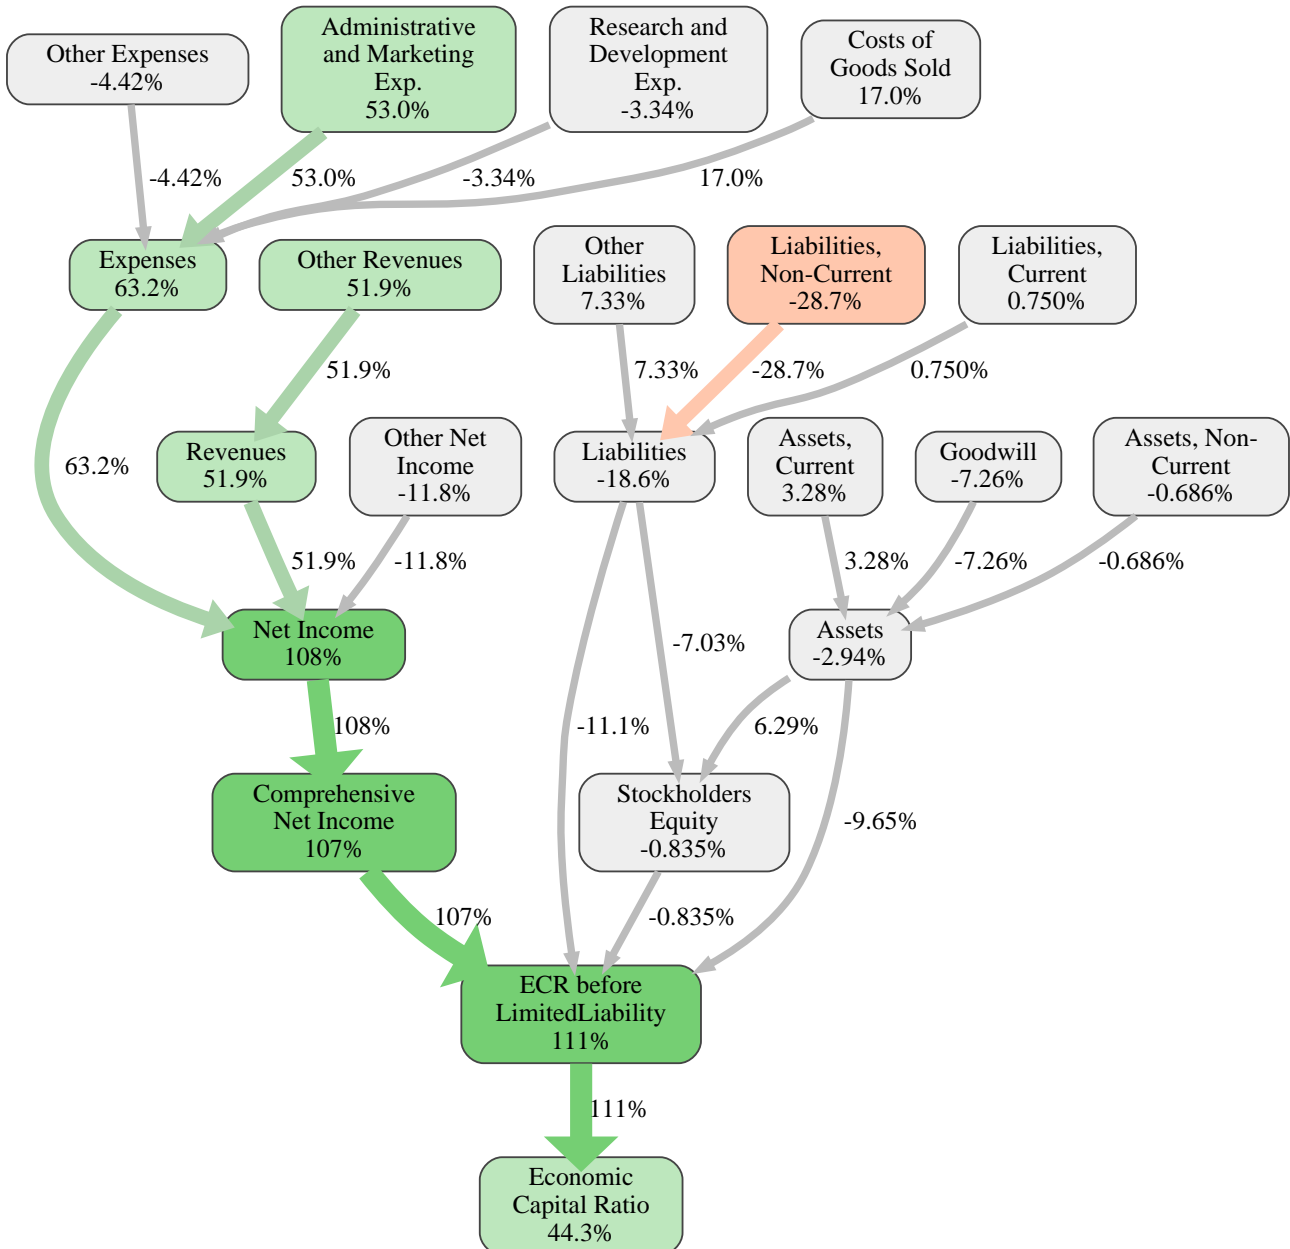 Other Expenses
-4.42%
Administrative
and Marketing
Exp.
53.0%
Research and
Development
Exp.
-3.34%
Costs of
Goods Sold
17.0%
-4.42%
53.0%
-3.34%
17.0%
Expenses
63.2%
Other Revenues
51.9%
Other
Liabilities
7.33%
Liabilities,
Non-Current
-28.7%
Liabilities,
Current
0.750%
51.9%
7.33%
-28.7%
0.750%
63.2%
Revenues
51.9%
Other Net
Income
-11.8%
Liabilities
-18.6%
Assets,
Current
3.28%
Goodwill
-7.26%
Assets, Non-
Current
-0.686%
51.9%
-11.8%
3.28%
-7.26%
-0.686%
Net Income
108%
-7.03%
Assets
-2.94%
108%
-11.1%
6.29%
Comprehensive
Net Income
107%
Stockholders
Equity
-0.835%
-9.65%
107%
-0.835%
ECR before
LimitedLiability
111%
111%
Economic
Capital Ratio
44.3%